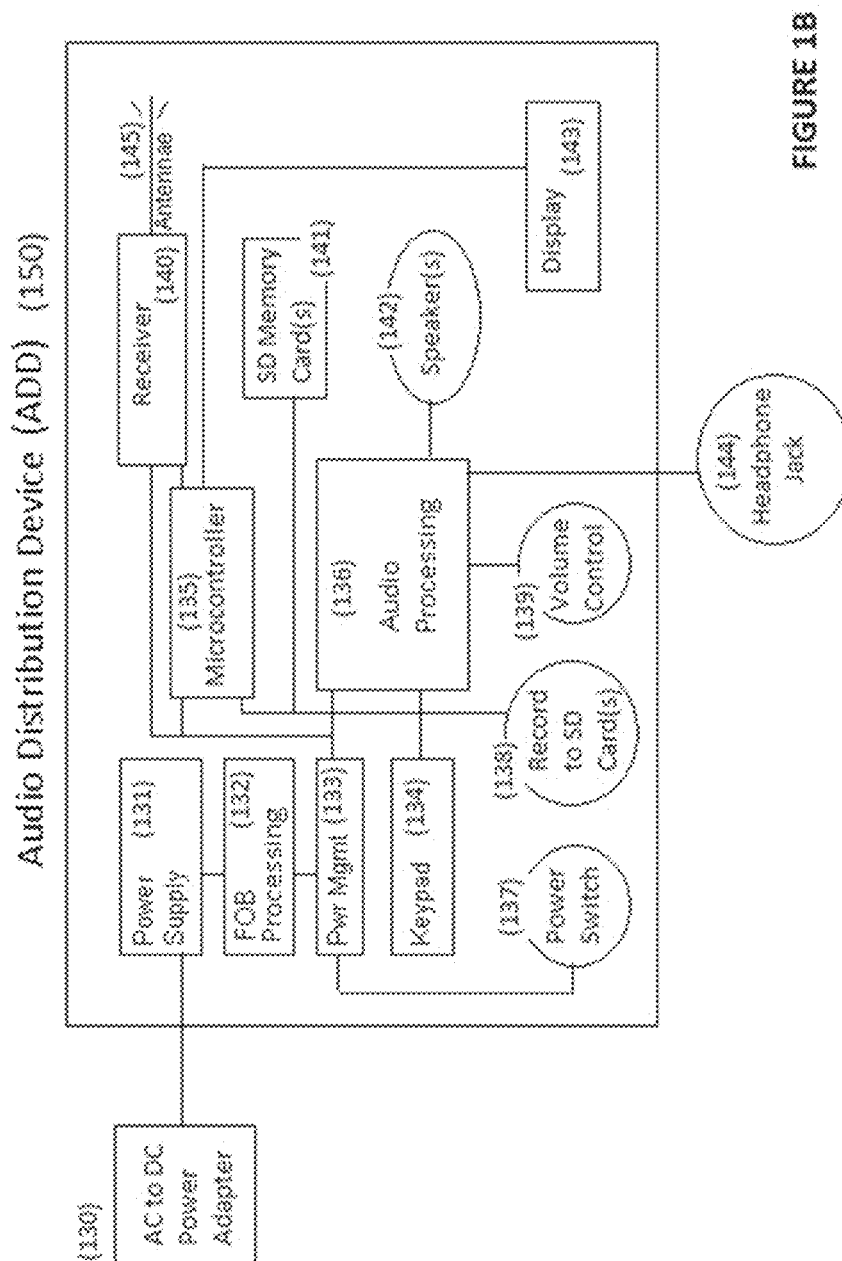 Audio Distribution Device (ADD) (150)
(130)
AC to DC
Power
Adapter
Power
Supply
(131)
FOB
Processing
(132)
Pwr Mgmt (133)
Keypad (134)
(137)
Power
Switch
(135)
Microcontroller
Receiver
(140)
(145)
Antennae
SD Memory
Card(s)
(141)
(136)
Audio
Processing
(142)
Speaker(s)
(138)
Record
to SD
Card(s)
(139)
Volume
Control
Display
(143)
(144)
Headphone
Jack
FIGURE 1B